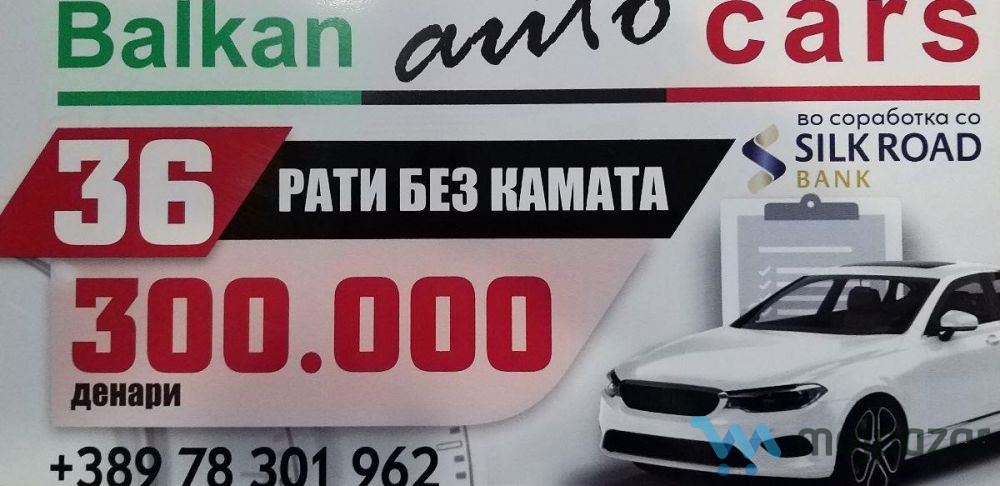 Balkan auto cars
во соработка со
SILK ROAD
BANK
36 РАТИ БЕЗ КАМАТА
300.000
денари
+389 78 301 962